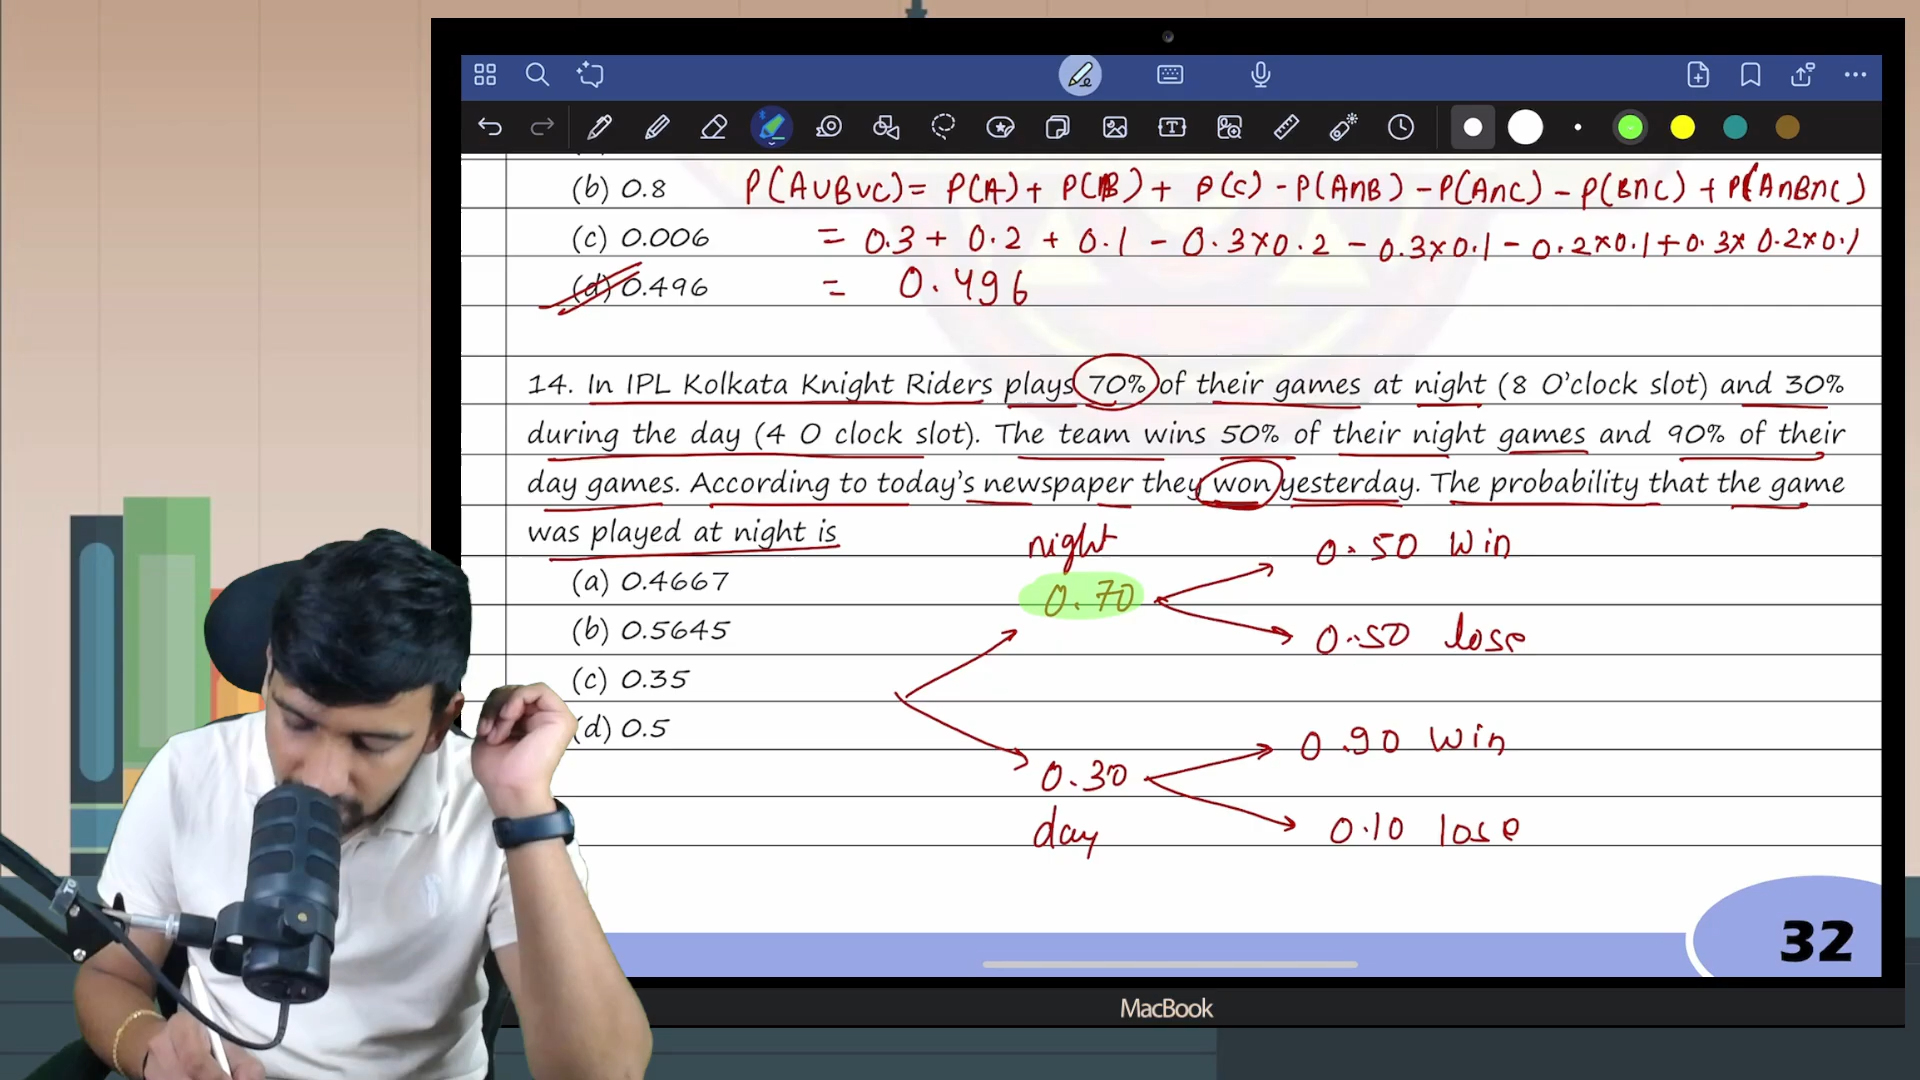 (b) 0.8
P(A∪B∪C) = P(A) + P(B) + P(C) - P(A∩B) - P(A∩C) - P(B∩C) + P(A∩B∩C)
(c) 0.006
= 0.3 + 0.2 + 0.1 - 0.3×0.2 - 0.3×0.1 - 0.2×0.1 + 0.3× 0.2×0.1
(d) 0.496
= 0.496
14. In IPL Kolkata Knight Riders plays 70% of their games at night (8 O'clock slot) and 30%
during the day (4 O clock slot). The team wins 50% of their night games and 90% of their
day games. According to today's newspaper they won yesterday. The probability that the game
was played at night is
(a) 0.4667
(b) 0.5645
(c) 0.35
(d) 0.5
night
0.70
0.50 Win
0.50 lose
0.30
day
0.90 Win
0.10 lose
32
MacBook